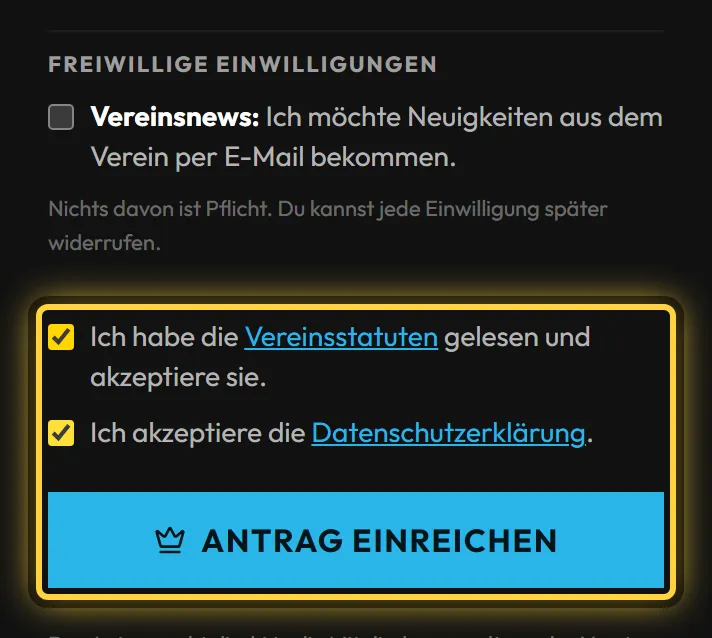 FREIWILLIGE EINWILLIGUNGEN
Vereinsnews: Ich möchte Neuigkeiten aus dem
Verein per E-Mail bekommen.
Nichts davon ist Pflicht. Du kannst jede Einwilligung später
widerrufen.
Ich habe die Vereinsstatuten gelesen und
akzeptiere sie.
Ich akzeptiere die Datenschutzerklärung.
ANTRAG EINREICHEN